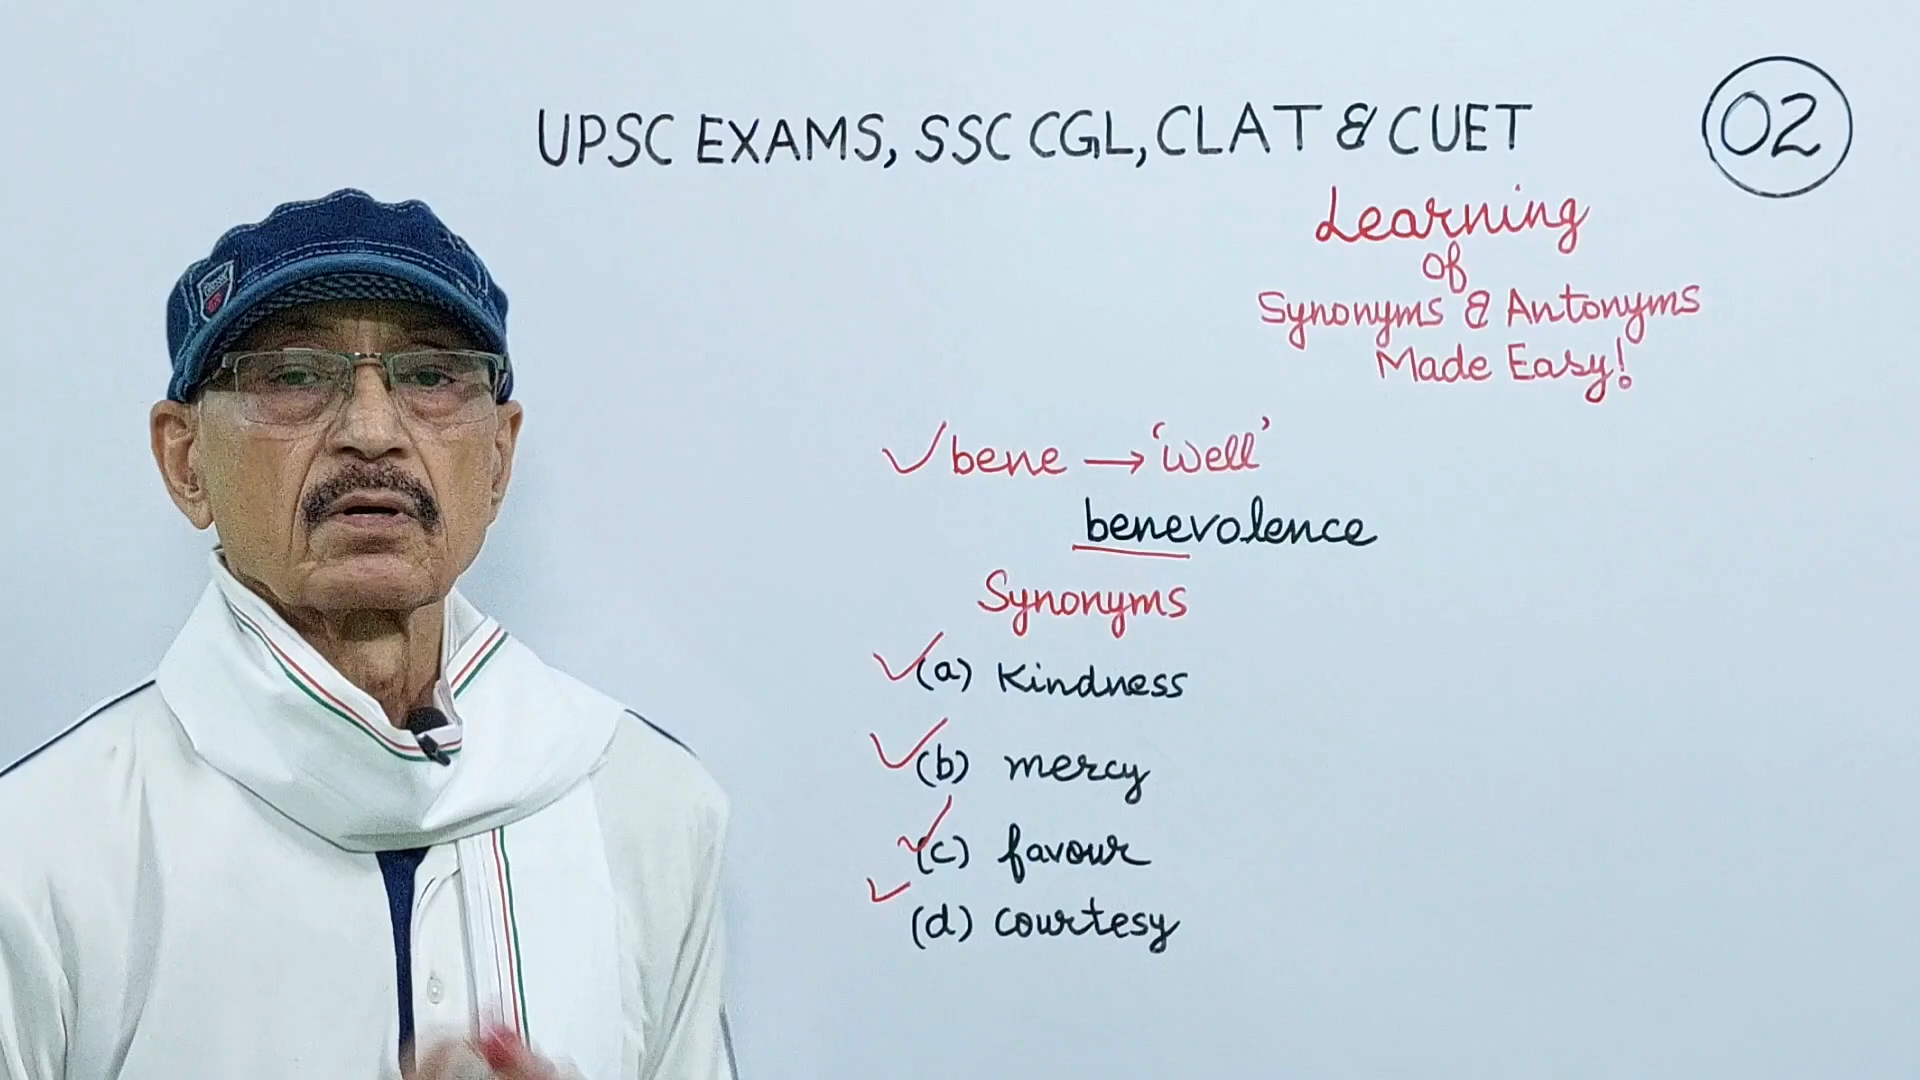 UPSC EXAMS, SSC CGL, CLAT & CUET
02
Learning
of
Synonyms & Antonyms
Made Easy!
✓ bene → 'well'
benevolence
Synonyms
✓(a) Kindness
✓(b) mercy
✓(c) favour
✓(d) courtesy